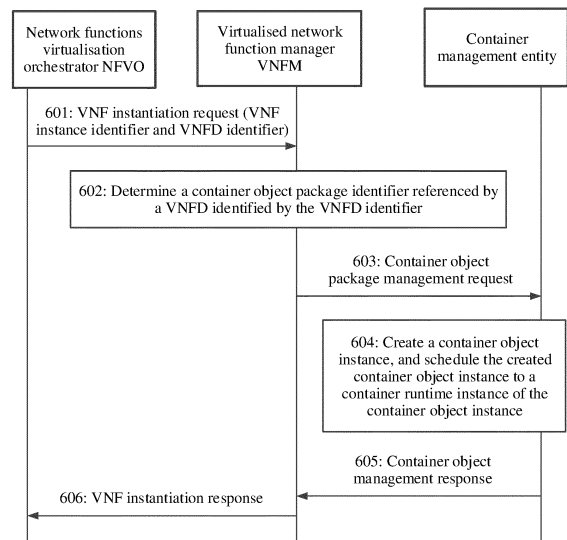 Network functions
virtualisation
orchestrator NFVO
Virtualised network
function manager
VNFM
Container
management entity
601: VNF instantiation request (VNF
instance identifier and VNFD identifier)
602: Determine a container object package identifier referenced by
a VNFD identified by the VNFD identifier
603: Container object
package management request
604: Create a container object
instance, and schedule the created
container object instance to a
container runtime instance of the
container object instance
605: Container object
management response
606: VNF instantiation response